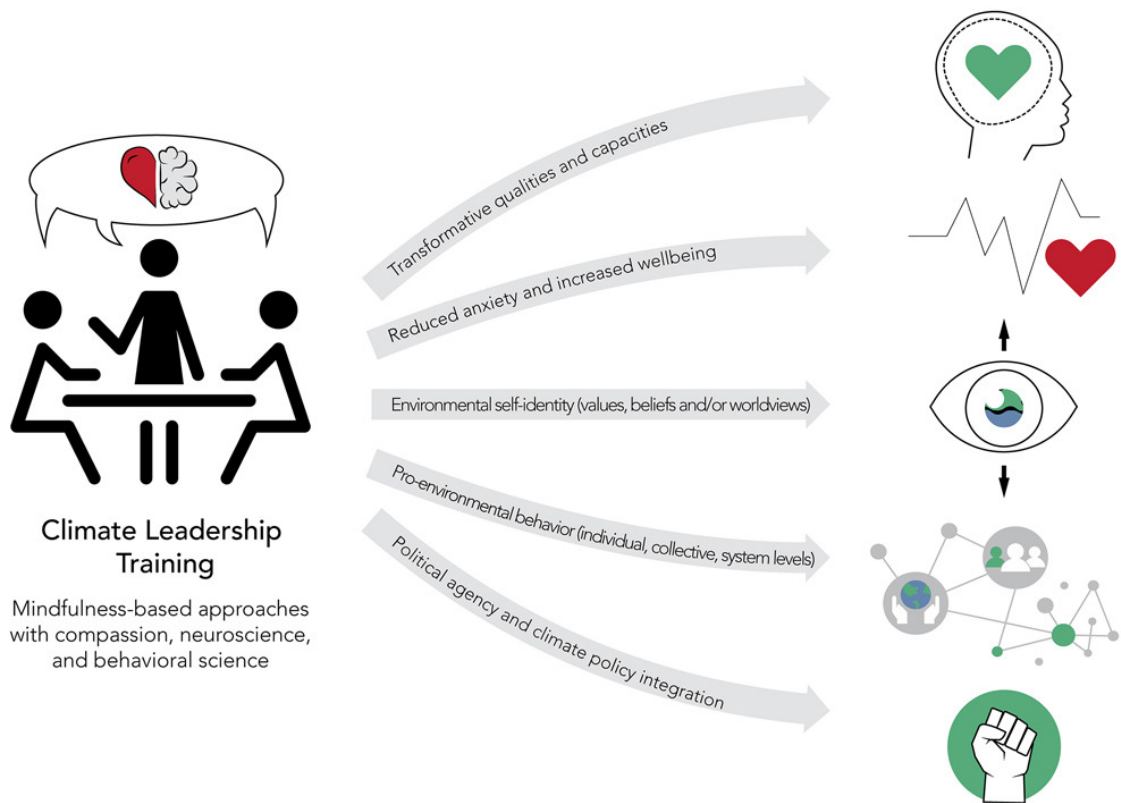 Climate Leadership
Training
Mindfulness-based approaches
with compassion, neuroscience,
and behavioral science
Transformative qualities and capacities
Reduced anxiety and increased wellbeing
Environmental self-identity (values, beliefs and/or worldviews)
Pro-environmental behavior (individual, collective, system levels)
Political agency and climate policy integration